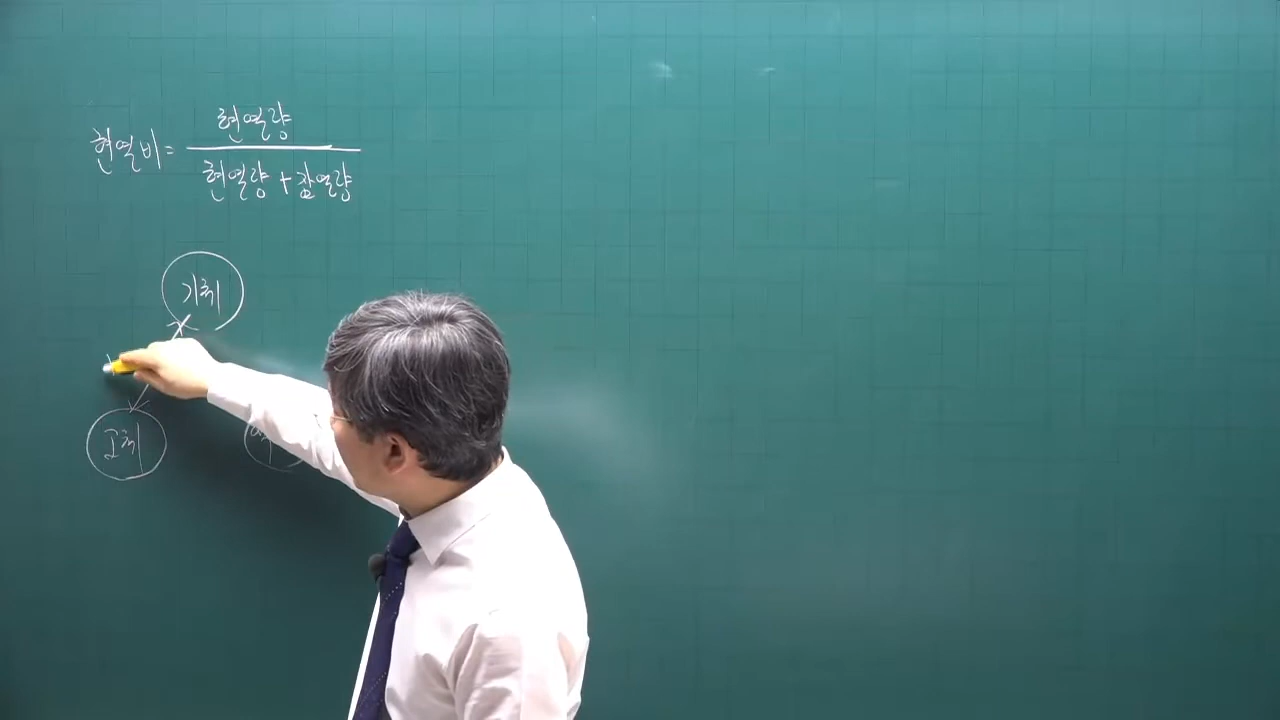 현열량
현열비 =
현열량 + 잠열량
기체
고체